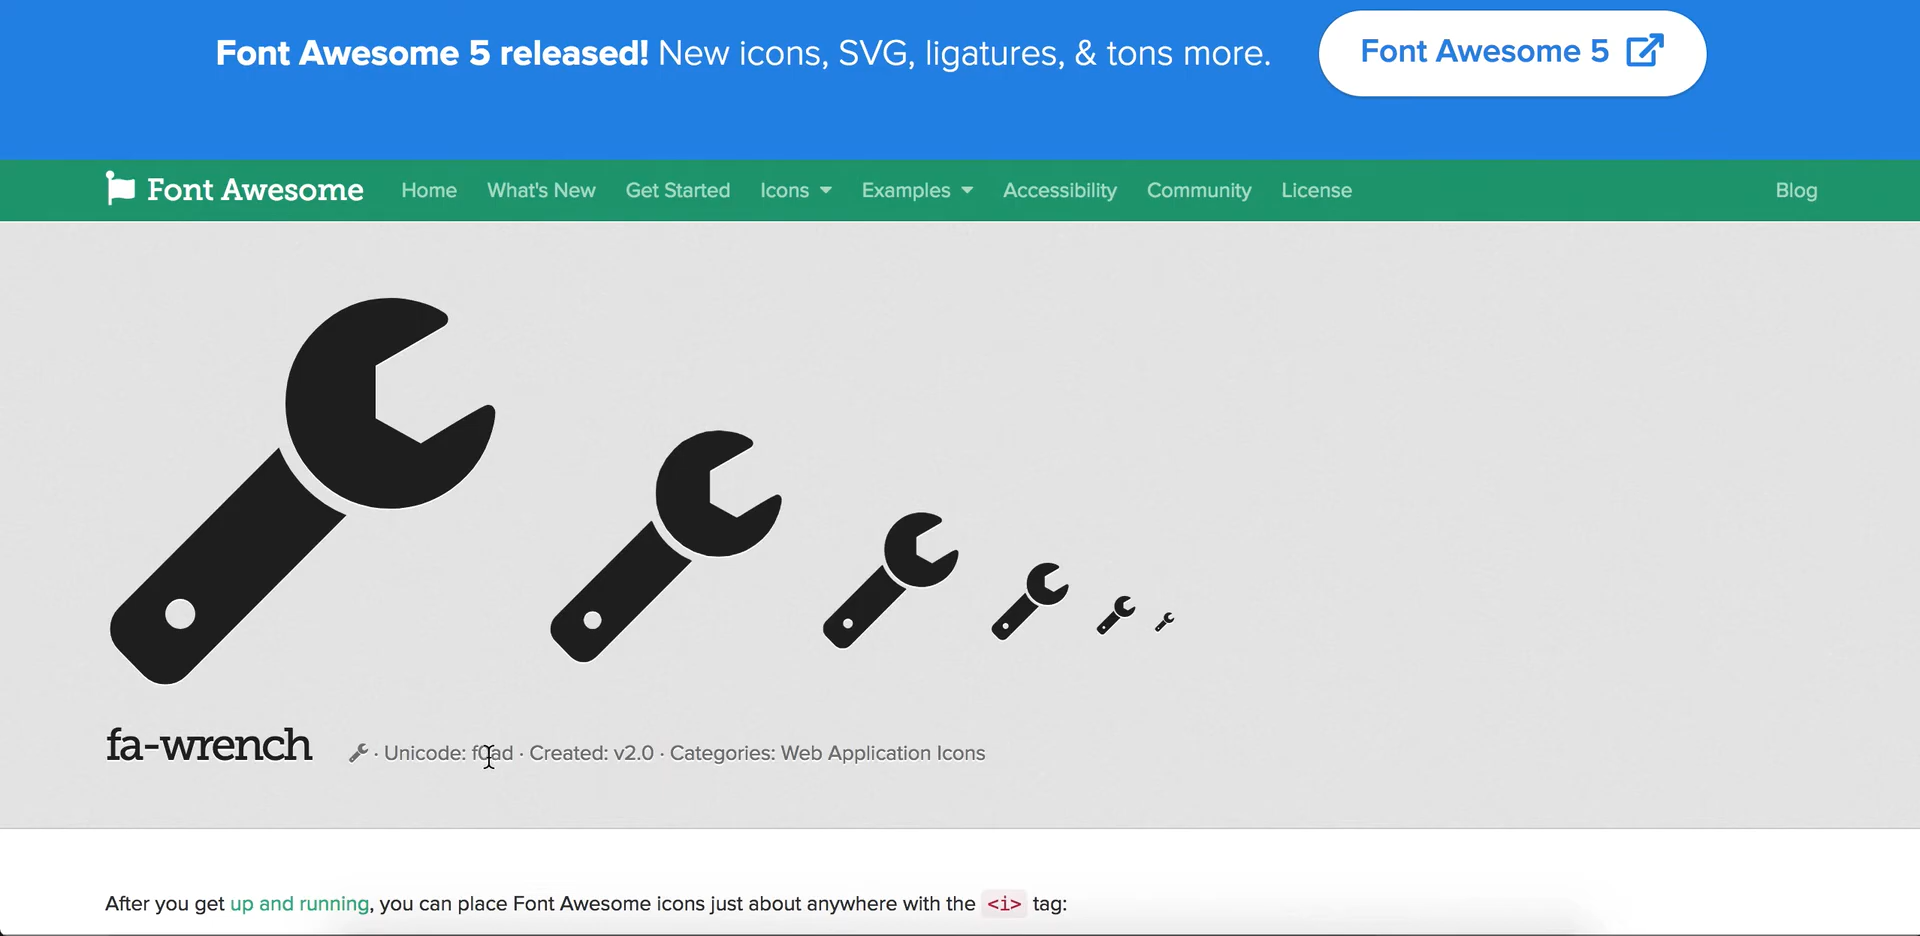 Font Awesome 5 released! New icons, SVG, ligatures, & tons more.
Font Awesome 5
Font Awesome Home What's New Get Started Icons Examples Accessibility Community License Blog
fa-wrench · Unicode: f0ad · Created: v2.0 · Categories: Web Application Icons
After you get up and running, you can place Font Awesome icons just about anywhere with the <i> tag: